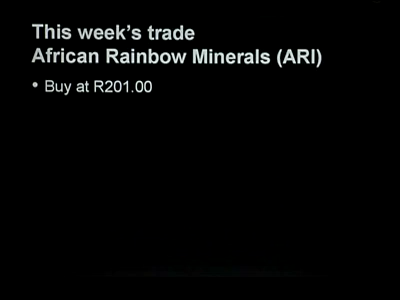 This week's trade
African Rainbow Minerals (ARI)
• Buy at R201.00